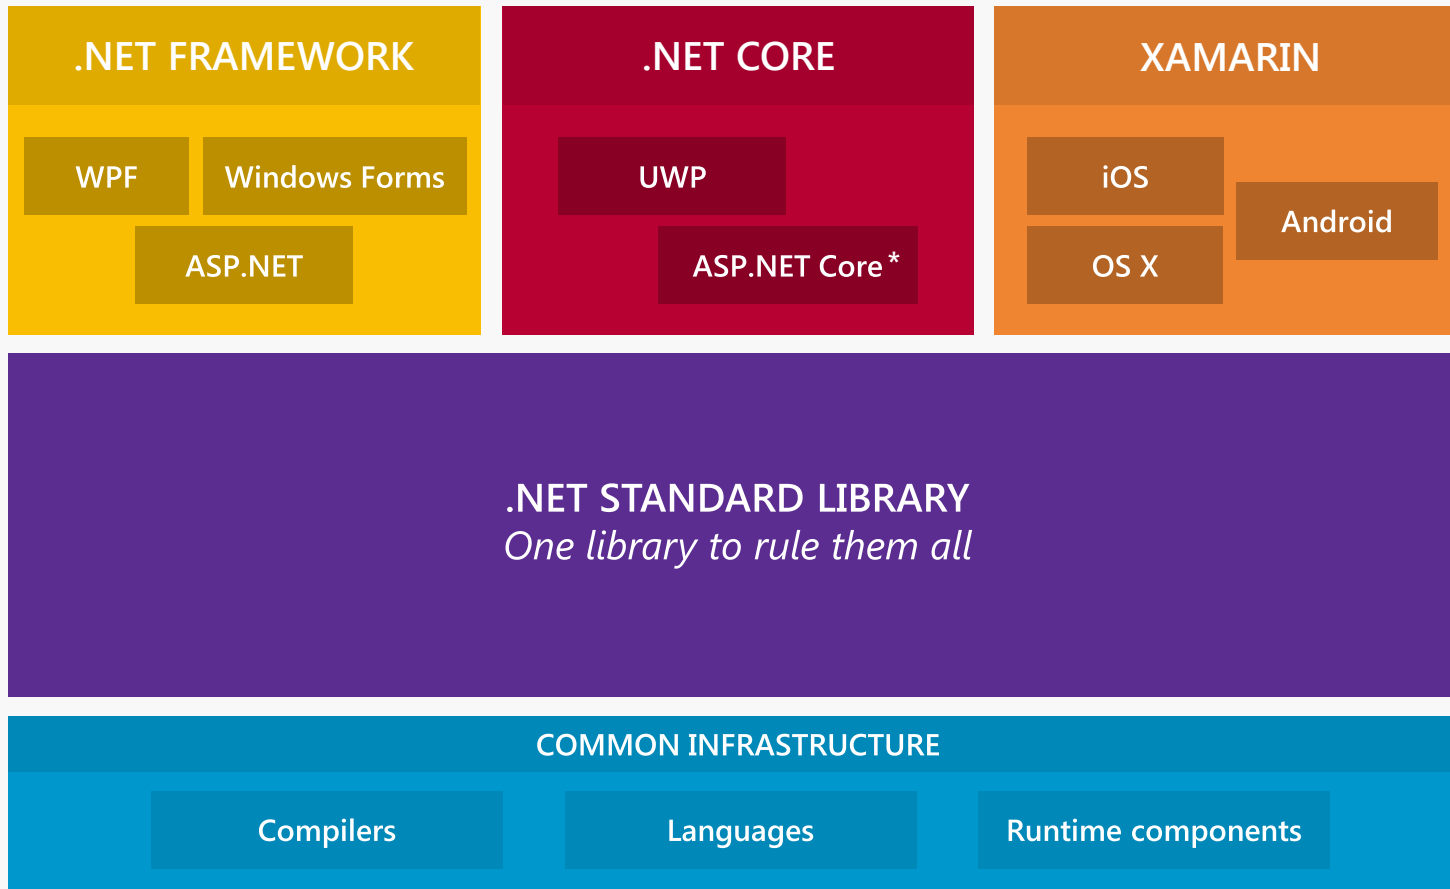 .NET FRAMEWORK
WPF
Windows Forms
ASP.NET
.NET CORE
UWP
ASP.NET Core*
XAMARIN
iOS
Android
OS X
.NET STANDARD LIBRARY
One library to rule them all
COMMON INFRASTRUCTURE
Compilers
Languages
Runtime components